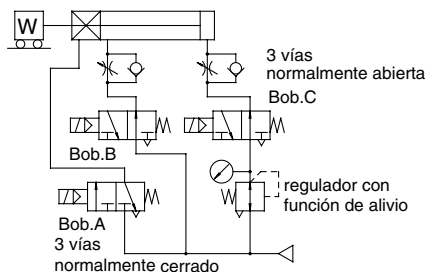 W
3 vías
normalmente abierta
Bob.C
Bob.B
regulador con
función de alivio
Bob.A
3 vías
normalmente cerrado